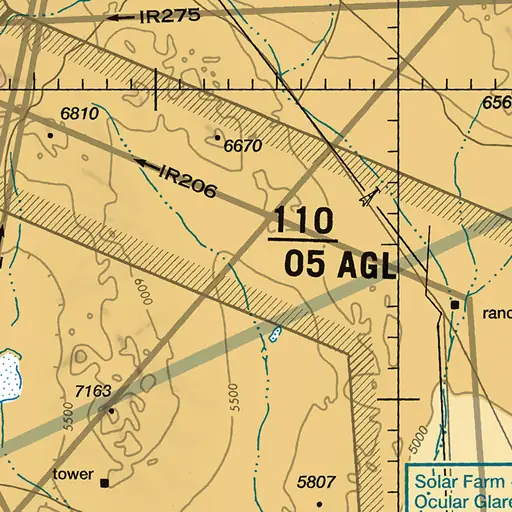 IR275
6810
6670
656
IR206
110
05 AGL
6000
ranc
7163
5500
5500
5000
tower
5807
Solar Farm
Ocular Glare